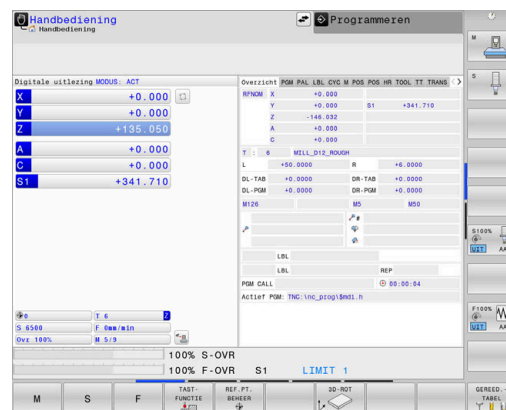 Handbediening
Handbediening
Programmeren
Digitale uitlezing MODUS: ACT
X +0.000
Y +0.000
Z +135.050
A +0.000
C +0.000
S1 +341.710
0 T 6 Z
S 6500 F 0mm/min
Ovr 100% M 5/9
Overzicht PGM PAL LBL CYC M POS POS HR TOOL TT TRANS
RFNOM X +0.000
Y +0.000 S1 +341.710
Z -146.032
A +0.000
C +0.000
T : 6 MILL_D12_ROUGH
L +50.0000 R +6.0000
DL-TAB +0.0000 DR-TAB +0.0000
DL-PGM +0.0000 DR-PGM +0.0000
M126 M5 M50
LBL
LBL REP
PGM CALL 00:00:04
Actief PGM: TNC:\nc_prog\$mdi.h
100% S-OVR
100% F-OVR S1 LIMIT 1
M
S
F
TAST-
FUNCTIE
REF.PT.
BEHEER
3D-ROT
GEREED.-
TABEL
M
S
S100%
UIT AA
F100%
UIT AA